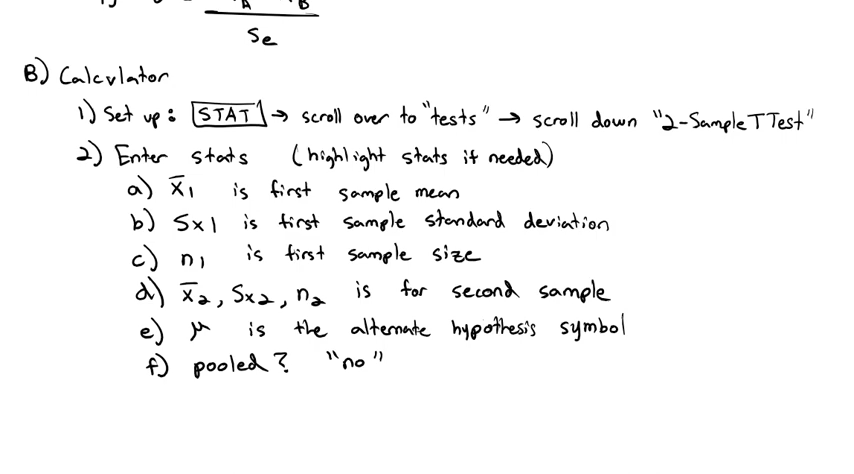 A B
Se
B) Calculator
1) Set up: STAT → scroll over to "tests" → scroll down "2-SampleTTest"
2) Enter stats (highlight stats if needed)
a) x̄1 is first sample mean
b) Sx1 is first sample standard deviation
c) n1 is first sample size
d) x̄2, Sx2, n2 is for second sample
e) μ is the alternate hypothesis symbol
f) pooled? "no"